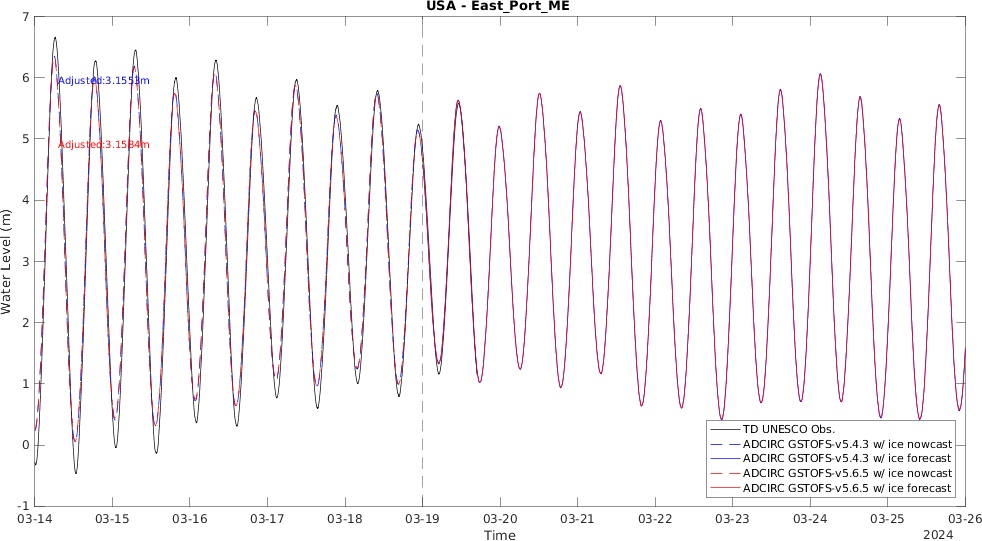 USA - East_Port_ME
7
6
5
4
3
2
1
0
-1
Water Level (m)
Adjusted:3.1553m
Adjusted:3.1584m
TD UNESCO Obs.
ADCIRC GSTOFS-v5.4.3 w/ ice nowcast
ADCIRC GSTOFS-v5.4.3 w/ ice forecast
ADCIRC GSTOFS-v5.6.5 w/ ice nowcast
ADCIRC GSTOFS-v5.6.5 w/ ice forecast
03-14 03-15 03-16 03-17 03-18 03-19 03-20 03-21 03-22 03-23 03-24 03-25 03-26
Time 2024